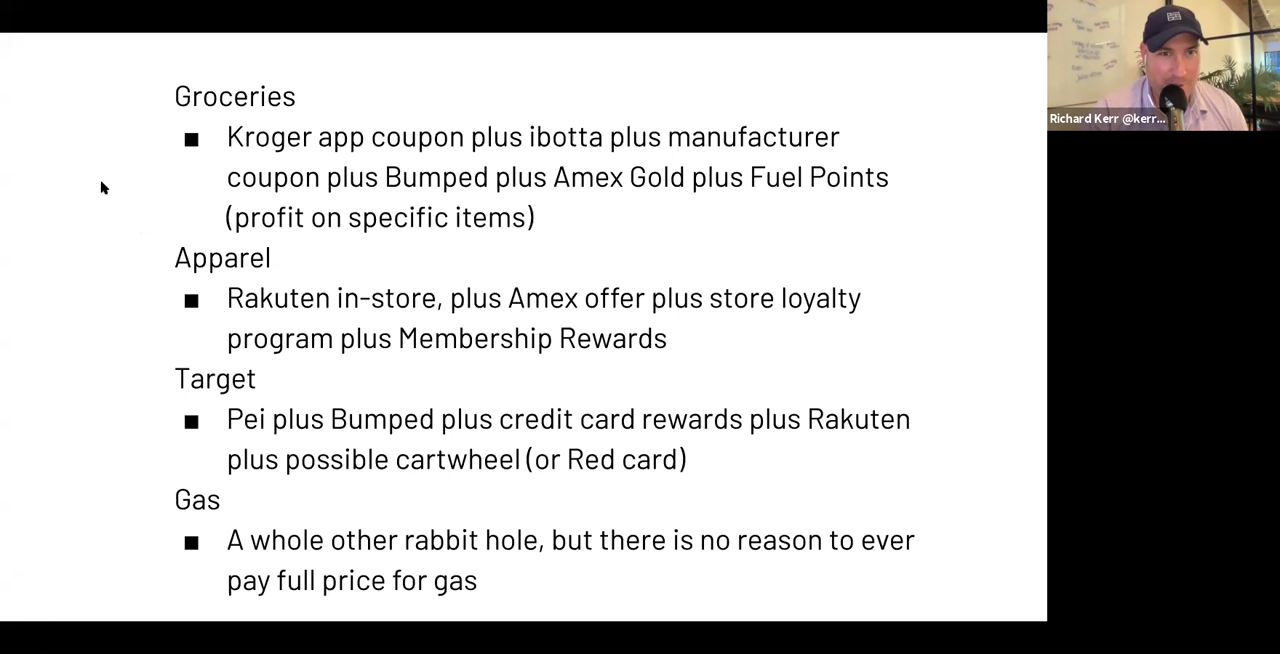 Groceries
■ Kroger app coupon plus ibotta plus manufacturer
coupon plus Bumped plus Amex Gold plus Fuel Points
(profit on specific items)
Apparel
■ Rakuten in-store, plus Amex offer plus store loyalty
program plus Membership Rewards
Target
■ Pei plus Bumped plus credit card rewards plus Rakuten
plus possible cartwheel (or Red card)
Gas
■ A whole other rabbit hole, but there is no reason to ever
pay full price for gas
Richard Kerr @kerr...